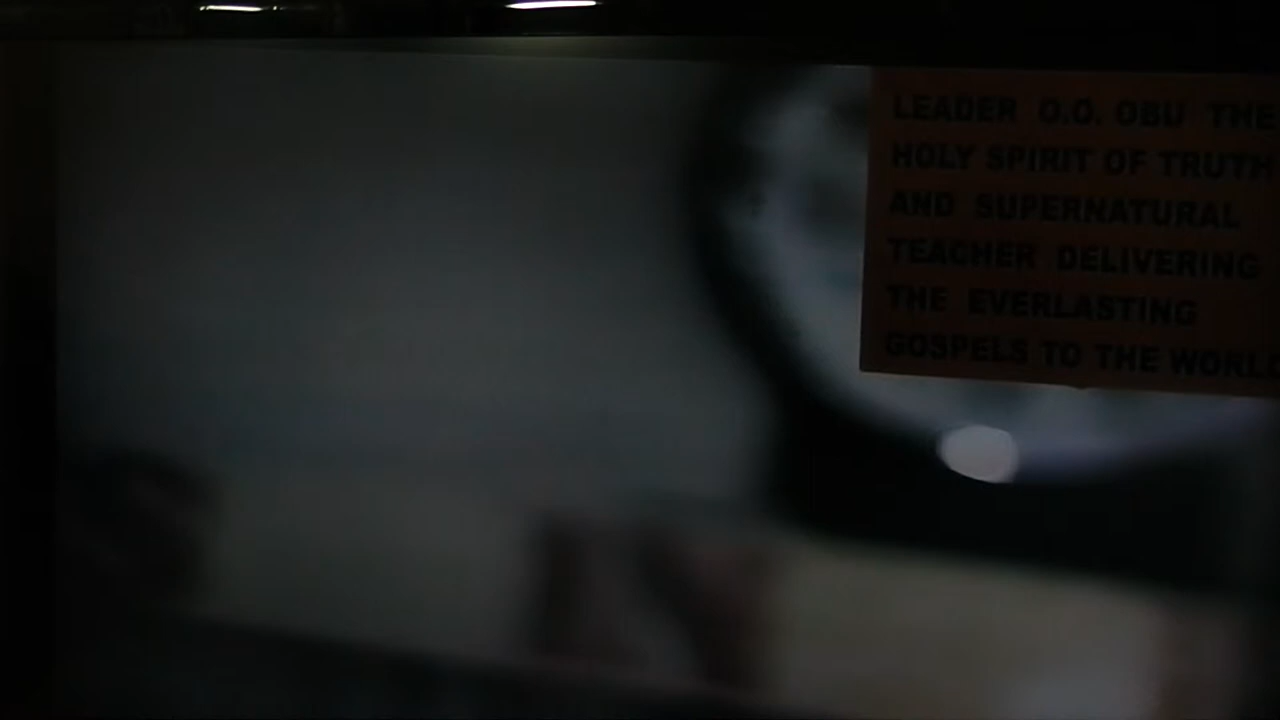 LEADER O.O. OBU THE
HOLY SPIRIT OF TRUTH
AND SUPERNATURAL
TEACHER DELIVERING
THE EVERLASTING
GOSPELS TO THE WORLD